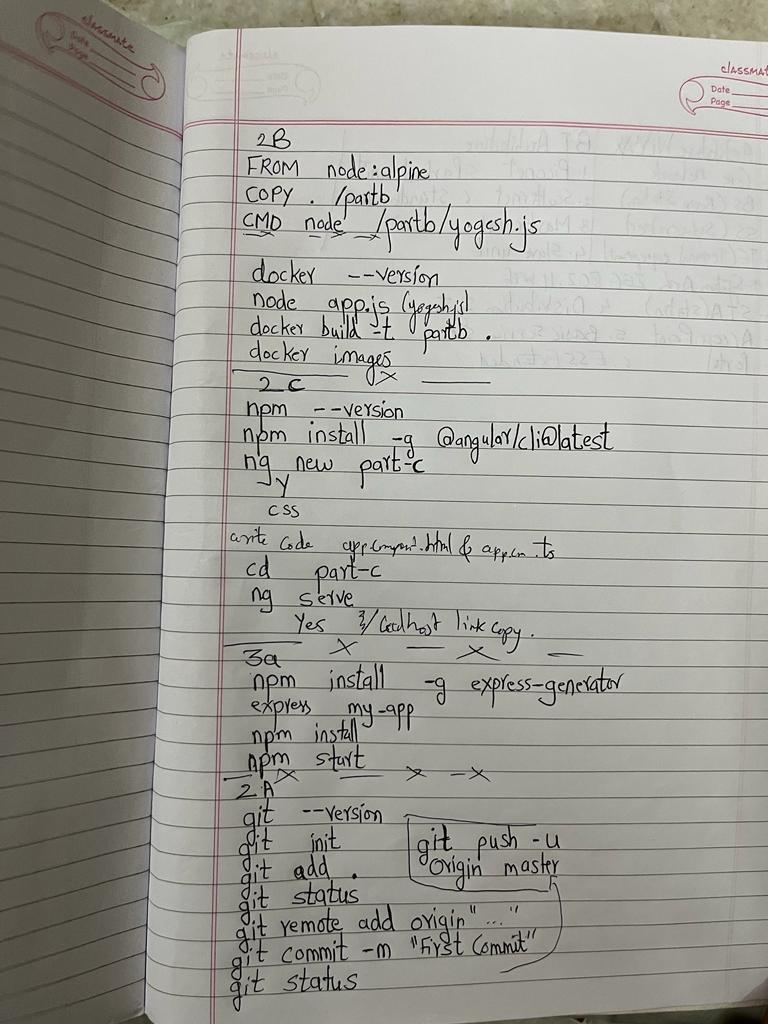 classmate
Date
Page
classmate
Date
Page
2B
FROM node:alpine
COPY . /partb
CMD node /partb/yogesh.js
docker --version
node app.js (yogesh.js)
docker build -t partb .
docker images
2C
npm --version
npm install -g @angular/cli@latest
ng new part-c
y
css
write code app.component.html & app.cm.ts
cd part-c
ng serve
Yes localhost link copy.
3a
npm install -g express-generator
express my-app
npm install
npm start
2A
git --version
git init
git add .
git status
git remote add origin "..."
git commit -m "First Commit"
git status
git push -u
origin master